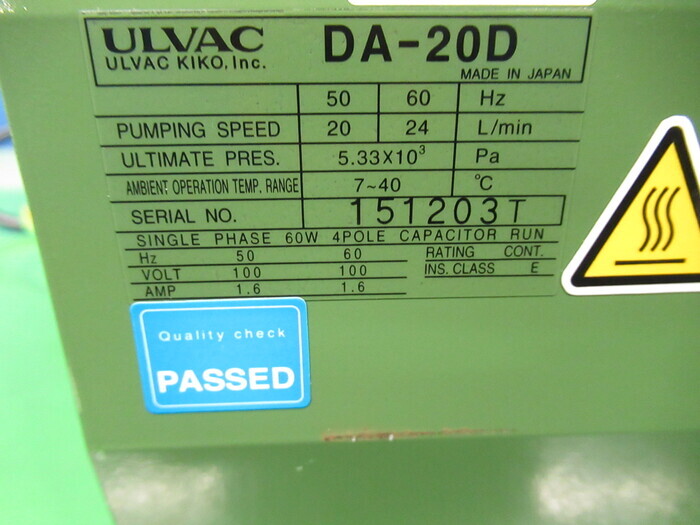 ULVAC DA-20D
ULVAC KIKO, Inc.
MADE IN JAPAN
50 60 Hz
PUMPING SPEED 20 24 L/min
ULTIMATE PRES. 5.33X10³ Pa
AMBIENT OPERATION TEMP. RANGE 7~40 °C
SERIAL NO. 151203T
SINGLE PHASE 60W 4POLE CAPACITOR RUN
Hz 50 60 RATING CONT.
VOLT 100 100 INS. CLASS E
AMP 1.6 1.6
Quality check
PASSED